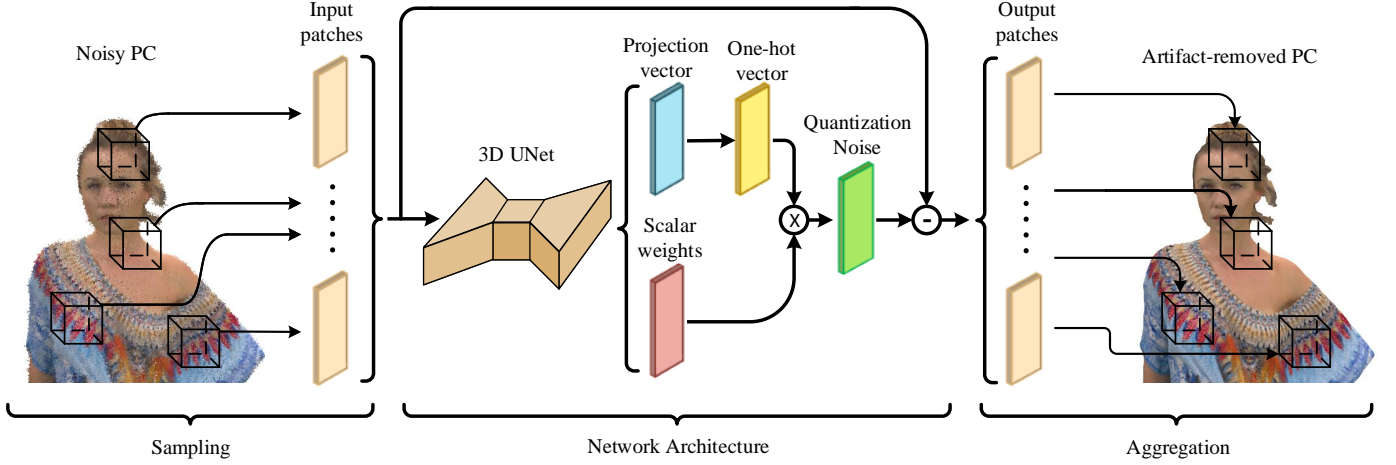 Noisy PC
Input
patches
3D UNet
Projection
vector
One-hot
vector
Scalar
weights
X
Quantization
Noise
-
Output
patches
Artifact-removed PC
Sampling
Network Architecture
Aggregation